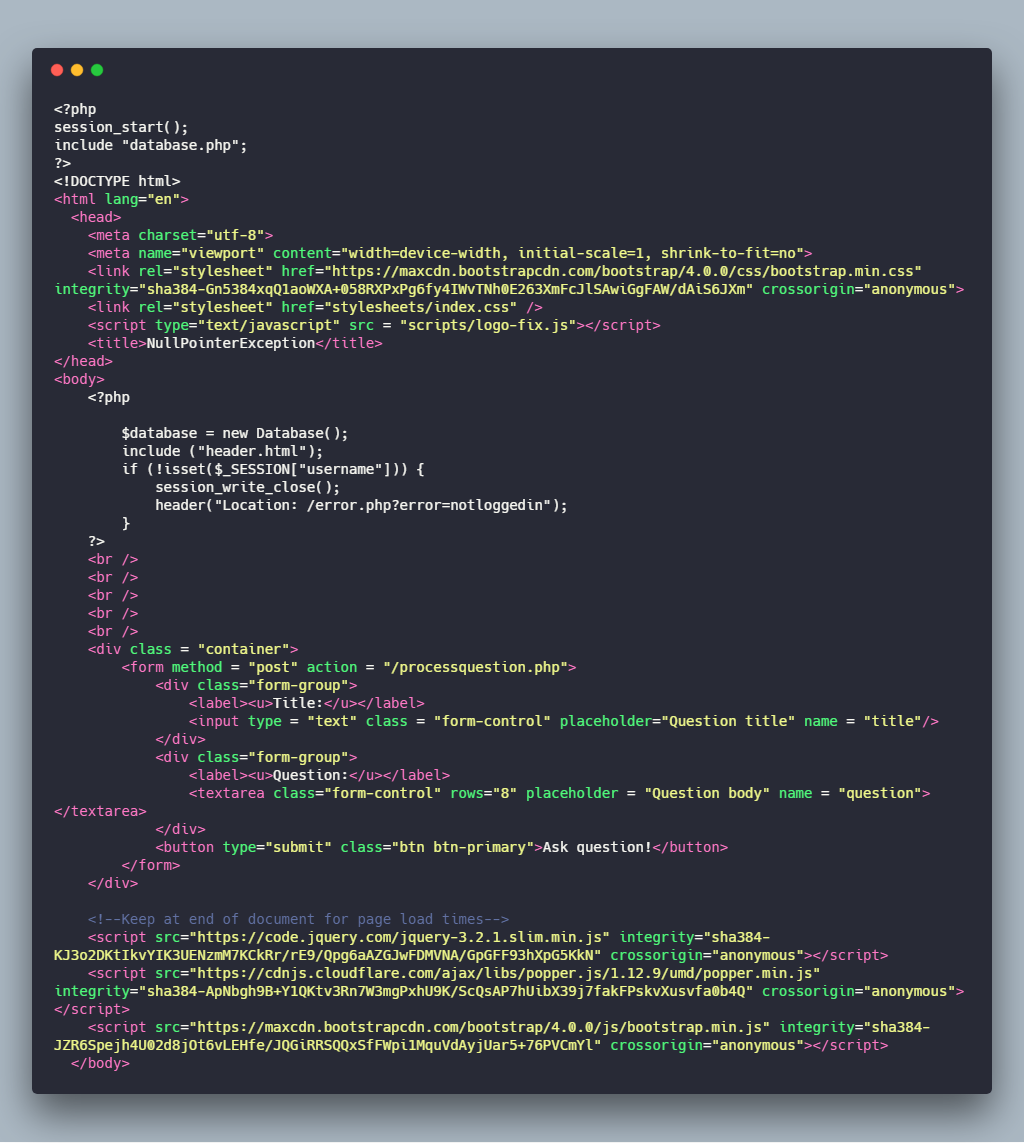 <?php
session_start();
include "database.php";
?>
<!DOCTYPE html>
<html lang="en">
  <head>
    <meta charset="utf-8">
    <meta name="viewport" content="width=device-width, initial-scale=1, shrink-to-fit=no">
    <link rel="stylesheet" href="https://maxcdn.bootstrapcdn.com/bootstrap/4.0.0/css/bootstrap.min.css"
integrity="sha384-Gn5384xqQ1aoWXA+058RXPxPg6fy4IWvTNh0E263XmFcJlSAwiGgFAW/dAiS6JXm" crossorigin="anonymous">
    <link rel="stylesheet" href="stylesheets/index.css" />
    <script type="text/javascript" src = "scripts/logo-fix.js"></script>
    <title>NullPointerException</title>
</head>
<body>
    <?php

        $database = new Database();
        include ("header.html");
        if (!isset($_SESSION["username"])) {
            session_write_close();
            header("Location: /error.php?error=notloggedin");
        }
    ?>
    <br />
    <br />
    <br />
    <br />
    <br />
    <div class = "container">
        <form method = "post" action = "/processquestion.php">
            <div class="form-group">
                <label><u>Title:</u></label>
                <input type = "text" class = "form-control" placeholder="Question title" name = "title"/>
            </div>
            <div class="form-group">
                <label><u>Question:</u></label>
                <textarea class="form-control" rows="8" placeholder = "Question body" name = "question">
</textarea>
            </div>
            <button type="submit" class="btn btn-primary">Ask question!</button>
        </form>
    </div>

    <!--Keep at end of document for page load times-->
    <script src="https://code.jquery.com/jquery-3.2.1.slim.min.js" integrity="sha384-
KJ3o2DKtIkvYIK3UENzmM7KCkRr/rE9/Qpg6aAZGJwFDMVNA/GpGFF93hXpG5KkN" crossorigin="anonymous"></script>
    <script src="https://cdnjs.cloudflare.com/ajax/libs/popper.js/1.12.9/umd/popper.min.js"
integrity="sha384-ApNbgh9B+Y1QKtv3Rn7W3mgPxhU9K/ScQsAP7hUibX39j7fakFPskvXusvfa0b4Q" crossorigin="anonymous">
</script>
    <script src="https://maxcdn.bootstrapcdn.com/bootstrap/4.0.0/js/bootstrap.min.js" integrity="sha384-
JZR6Spejh4U02d8jOt6vLEHfe/JQGiRRSQQxSfFWpi1MquVdAyjUar5+76PVCmYl" crossorigin="anonymous"></script>
  </body>